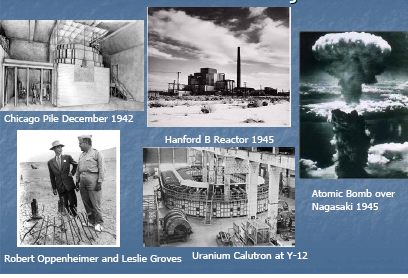 Chicago Pile December 1942
Hanford B Reactor 1945
Atomic Bomb over
Nagasaki 1945
Robert Oppenheimer and Leslie Groves
Uranium Calutron at Y-12